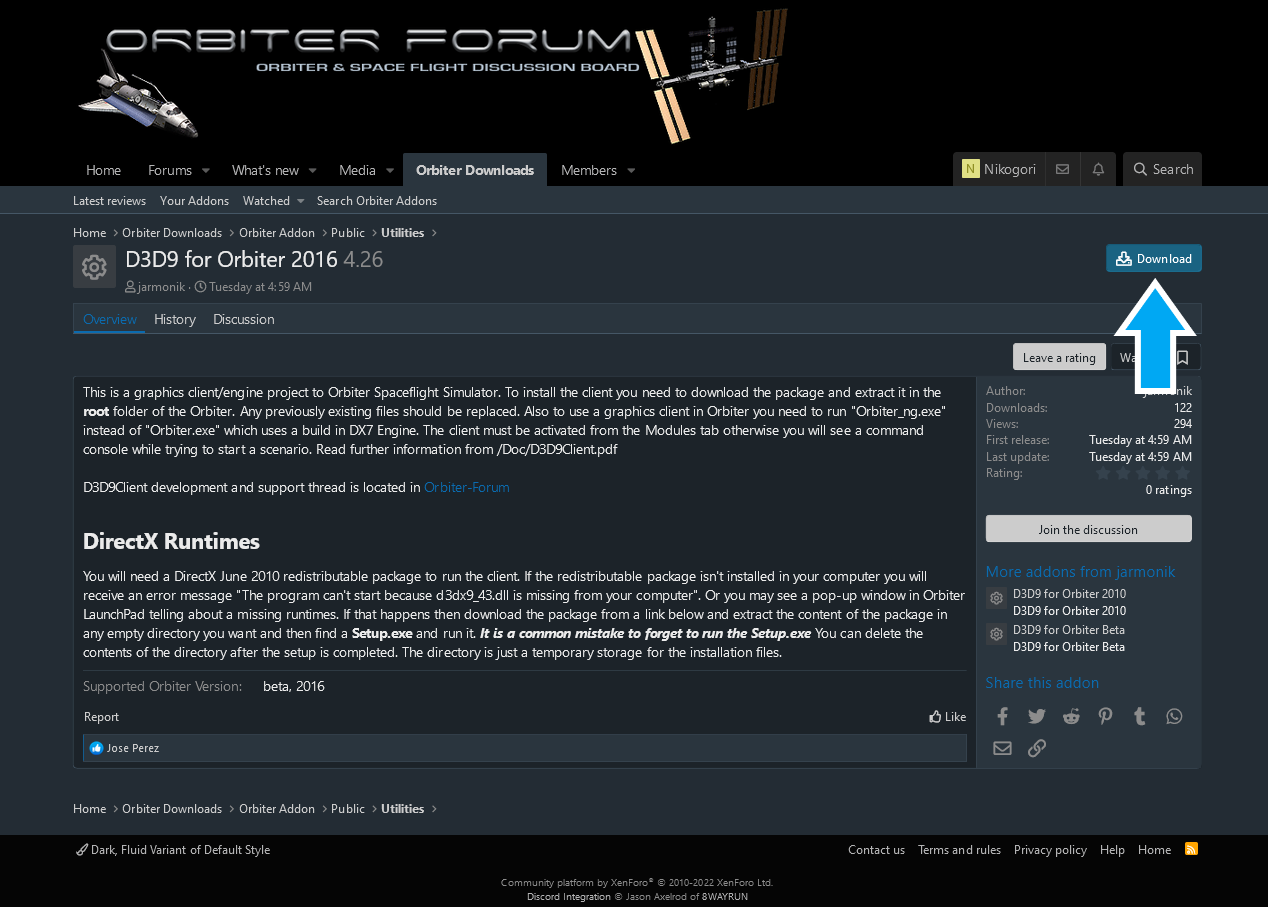 ORBITER FORUM
ORBITER & SPACE FLIGHT DISCUSSION BOARD
Home Forums What's new Media Orbiter Downloads Members N Nikogori Search
Latest reviews Your Addons Watched Search Orbiter Addons
Home Orbiter Downloads Orbiter Addon Public Utilities
D3D9 for Orbiter 2016 4.26
Download
jarmonik · Tuesday at 4:59 AM
Overview History Discussion
Leave a rating
This is a graphics client/engine project to Orbiter Spaceflight Simulator. To install the client you need to download the package and extract it in the
root folder of the Orbiter. Any previously existing files should be replaced. Also to use a graphics client in Orbiter you need to run "Orbiter_ng.exe"
instead of "Orbiter.exe" which uses a build in DX7 Engine. The client must be activated from the Modules tab otherwise you will see a command
console while trying to start a scenario. Read further information from /Doc/D3D9Client.pdf
D3D9Client development and support thread is located in Orbiter-Forum
DirectX Runtimes
You will need a DirectX June 2010 redistributable package to run the client. If the redistributable package isn't installed in your computer you will
receive an error message "The program can't start because d3dx9_43.dll is missing from your computer". Or you may see a pop-up window in Orbiter
LaunchPad telling about a missing runtimes. If that happens then download the package from a link below and extract the content of the package in
any empty directory you want and then find a Setup.exe and run it. It is a common mistake to forget to run the Setup.exe You can delete the
contents of the directory after the setup is completed. The directory is just a temporary storage for the installation files.
Supported Orbiter Version: beta, 2016
Report Like
Jose Perez
Author: jarmonik
Downloads: 122
Views: 294
First release: Tuesday at 4:59 AM
Last update: Tuesday at 4:59 AM
Rating:
0 ratings
Join the discussion
More addons from jarmonik
D3D9 for Orbiter 2010
D3D9 for Orbiter 2010
D3D9 for Orbiter Beta
D3D9 for Orbiter Beta
Share this addon
Home Orbiter Downloads Orbiter Addon Public Utilities
Dark, Fluid Variant of Default Style
Contact us Terms and rules Privacy policy Help Home
Community platform by XenForo® © 2010-2022 XenForo Ltd.
Discord Integration © Jason Axelrod of 8WAYRUN